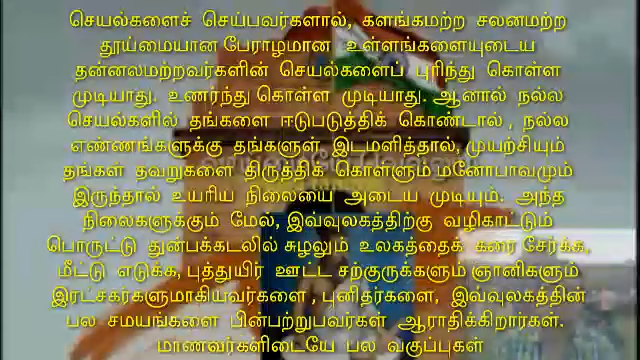 செயல்களைச் செய்பவர்களால், களங்கமற்ற சலனமற்ற
தூய்மையான பேராழமான உள்ளங்களையுடைய
தன்னலமற்றவர்களின் செயல்களைப் புரிந்து கொள்ள
முடியாது. உணர்ந்து கொள்ள முடியாது. ஆனால் நல்ல
செயல்களில் தங்களை ஈடுபடுத்திக் கொண்டால் , நல்ல
எண்ணங்களுக்கு தங்களுள் இடமளித்தால், முயற்சியும்
தங்கள் தவறுகளை திருத்திக் கொள்ளும் மனோபாவமும்
இருந்தால் உயரிய நிலையை அடைய முடியும். அந்த
நிலைகளுக்கும் மேல், இவ்வுலகத்திற்கு வழிகாட்டும்
பொருட்டு துன்பக்கடலில் சுழலும் உலகத்தைக் கரை சேர்க்க,
மீட்டு எடுக்க, புத்துயிர் ஊட்ட சற்குருக்களும் ஞானிகளும்
இரட்சகர்களுமாகியவர்களை , புனிதர்களை, இவ்வுலகத்தின்
பல சமயங்களை பின்பற்றுபவர்கள் ஆராதிக்கிறார்கள்.
மாணவர்களிடையே பல வகுப்புகள்